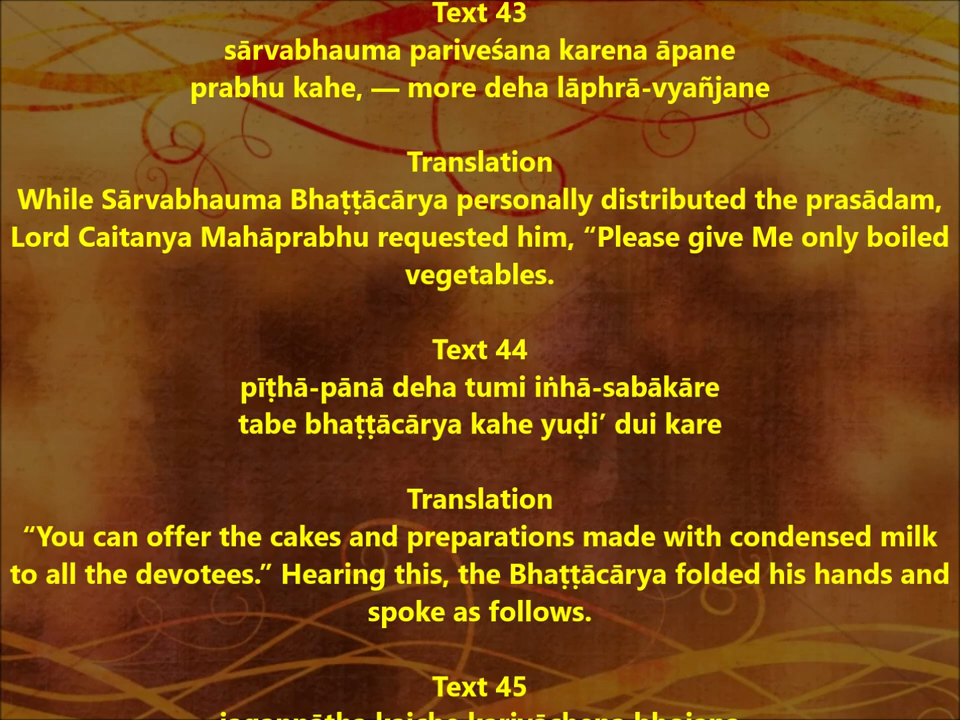 Text 43
sārvabhauma pariveśana karena āpane
prabhu kahe, — more deha lāphrā-vyañjane
Translation
While Sārvabhauma Bhaṭṭācārya personally distributed the prasādam,
Lord Caitanya Mahāprabhu requested him, “Please give Me only boiled
vegetables.
Text 44
pīṭhā-pānā deha tumi iṅhā-sabākāre
tabe bhaṭṭācārya kahe yuḍi’ dui kare
Translation
“You can offer the cakes and preparations made with condensed milk
to all the devotees.” Hearing this, the Bhaṭṭācārya folded his hands and
spoke as follows.
Text 45